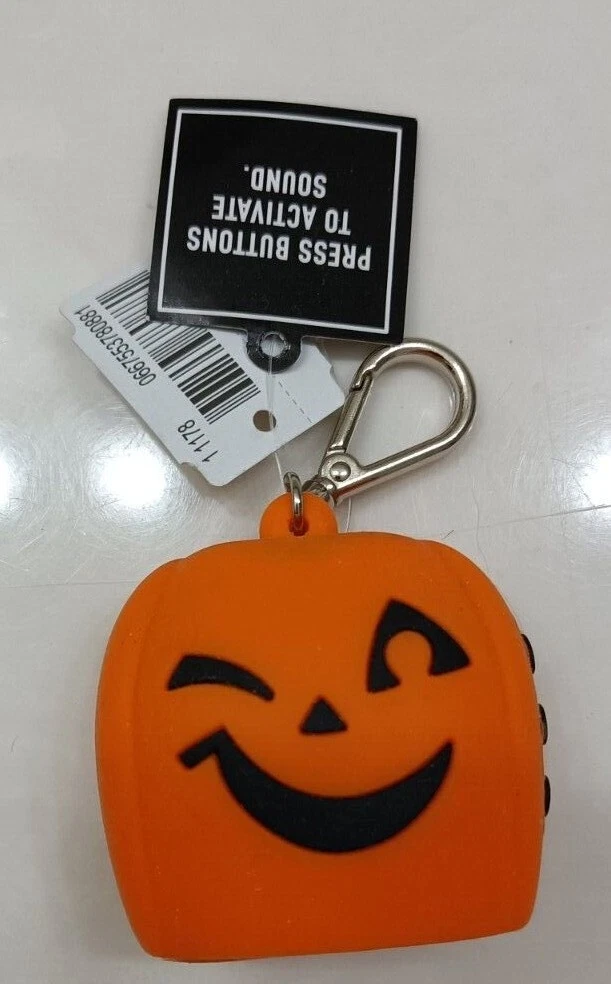 PRESS BUTTONS
TO ACTIVATE
SOUND.
0667553780881
11178